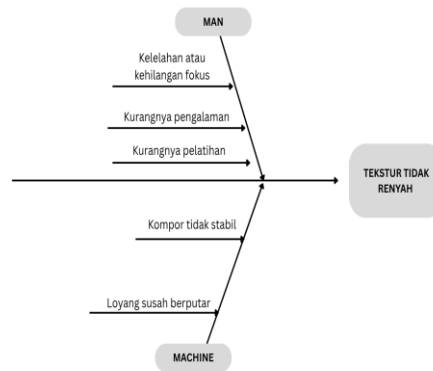 MAN
Kelelahan atau
kehilangan fokus
Kurangnya pengalaman
Kurangnya pelatihan
TEKSTUR TIDAK
RENYAH
Kompor tidak stabil
Loyang susah berputar
MACHINE